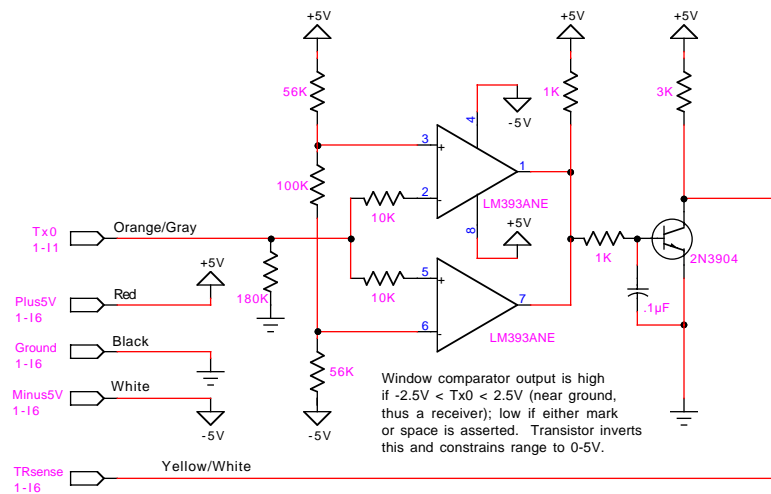 +5V
+5V
+5V
56K
1K
3K
4
-5V
3
+
1
100K
2
-
LM393ANE
10K
8
+5V
Tx0
1-I1
Orange/Gray
+5V
180K
10K
5
+
7
1K
2N3904
Plus5V
1-I6
Red
6
-
LM393ANE
.1µF
Ground
1-I6
Black
56K
Minus5V
1-I6
White
-5V
-5V
Window comparator output is high
if -2.5V < Tx0 < 2.5V (near ground,
thus a receiver); low if either mark
or space is asserted. Transistor inverts
this and constrains range to 0-5V.
TRsense
1-I6
Yellow/White